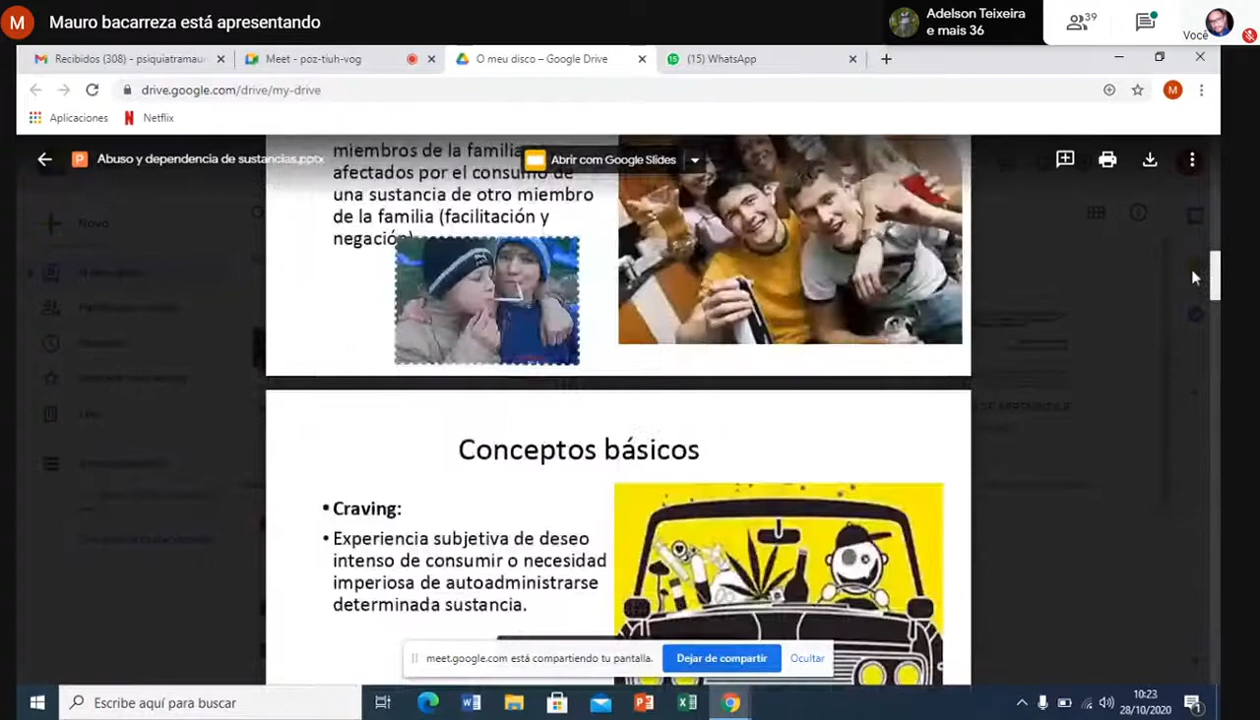 M
Mauro bacarreza está apresentando
Adelson Teixeira
e mais 36
39
Você
Recibidos (308) - psiquiatramau
Meet - poz-tiuh-vog
O meu disco – Google Drive
(15) WhatsApp
drive.google.com/drive/my-drive
M
Aplicaciones
Netflix
Abuso y dependencia de sustancias.pptx
Abrir com Google Slides
Novo
miembros de la familia
afectados por el consumo de
una sustancia de otro miembro
de la familia (facilitación y
negación)
Conceptos básicos
• Craving:
• Experiencia subjetiva de deseo
intenso de consumir o necesidad
imperiosa de autoadministrarse
determinada sustancia.
meet.google.com está compartiendo tu pantalla.
Dejar de compartir
Ocultar
Escribe aquí para buscar
10:23
28/10/2020
1